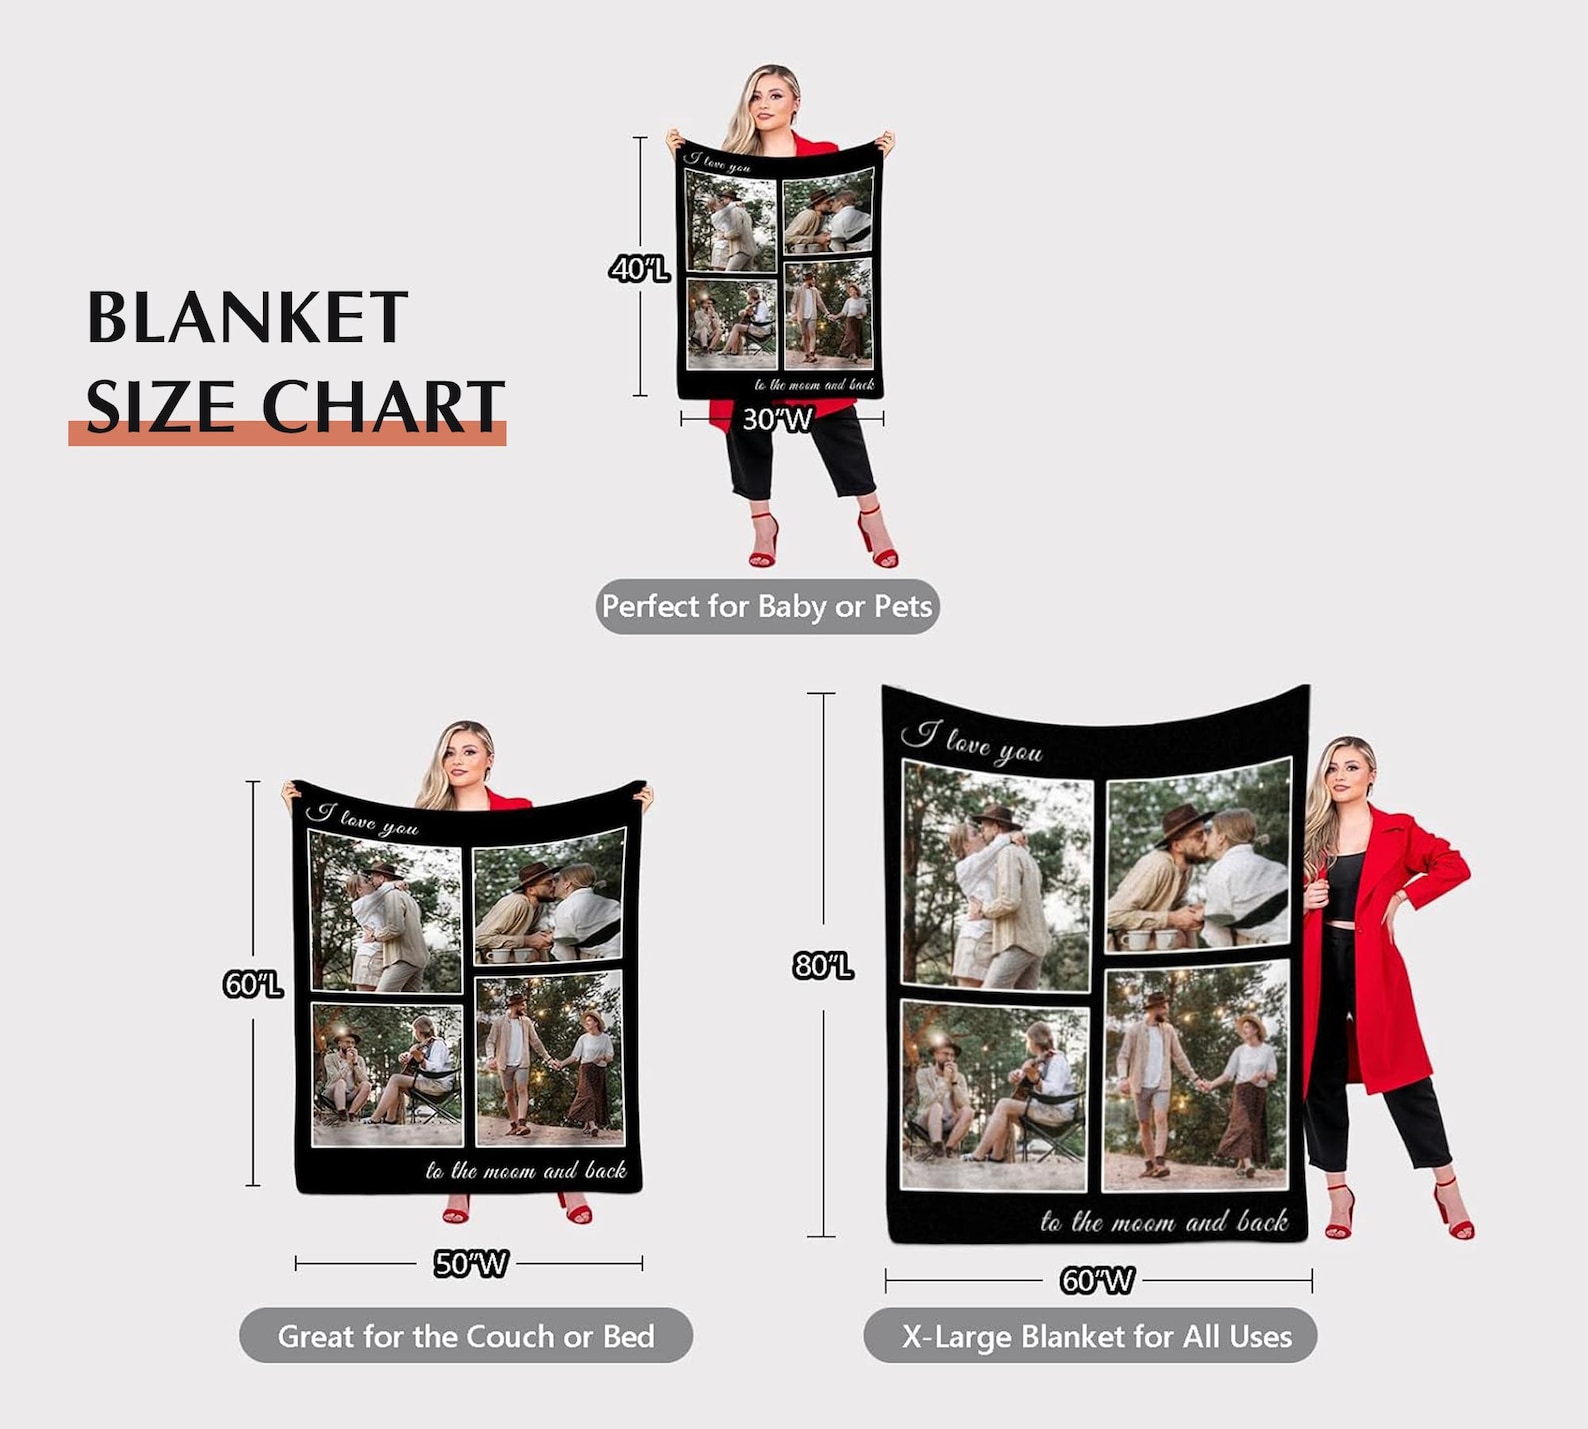 BLANKET
SIZE CHART
I love you
40"L
to the moom and back
30"W
Perfect for Baby or Pets
I love you
60"L
to the moom and back
50"W
Great for the Couch or Bed
I love you
80"L
to the moom and back
60"W
X-Large Blanket for All Uses